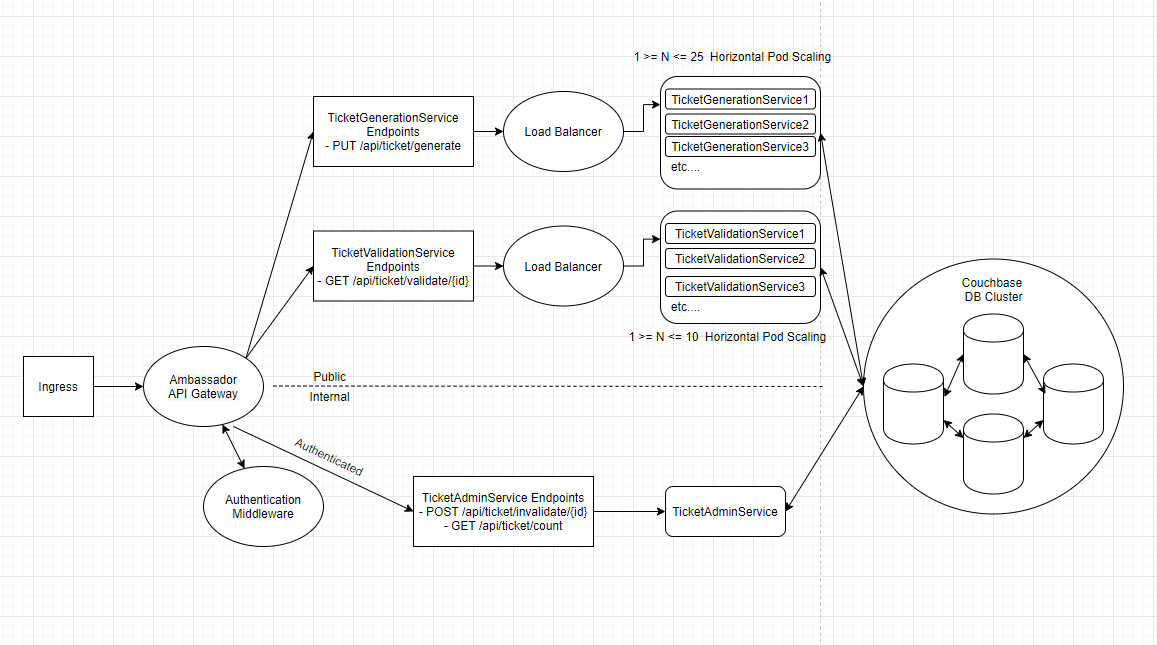 1 >= N <= 25  Horizontal Pod Scaling
TicketGenerationService
Endpoints
- PUT /api/ticket/generate
Load Balancer
TicketGenerationService1
TicketGenerationService2
TicketGenerationService3
etc....
TicketValidationService
Endpoints
- GET /api/ticket/validate/{id}
Load Balancer
TicketValidationService1
TicketValidationService2
TicketValidationService3
etc....
1 >= N <= 10  Horizontal Pod Scaling
Couchbase
DB Cluster
Ingress
Ambassador
API Gateway
Public
Internal
Authenticated
Authentication
Middleware
TicketAdminService Endpoints
- POST /api/ticket/invalidate/{id}
- GET /api/ticket/count
TicketAdminService